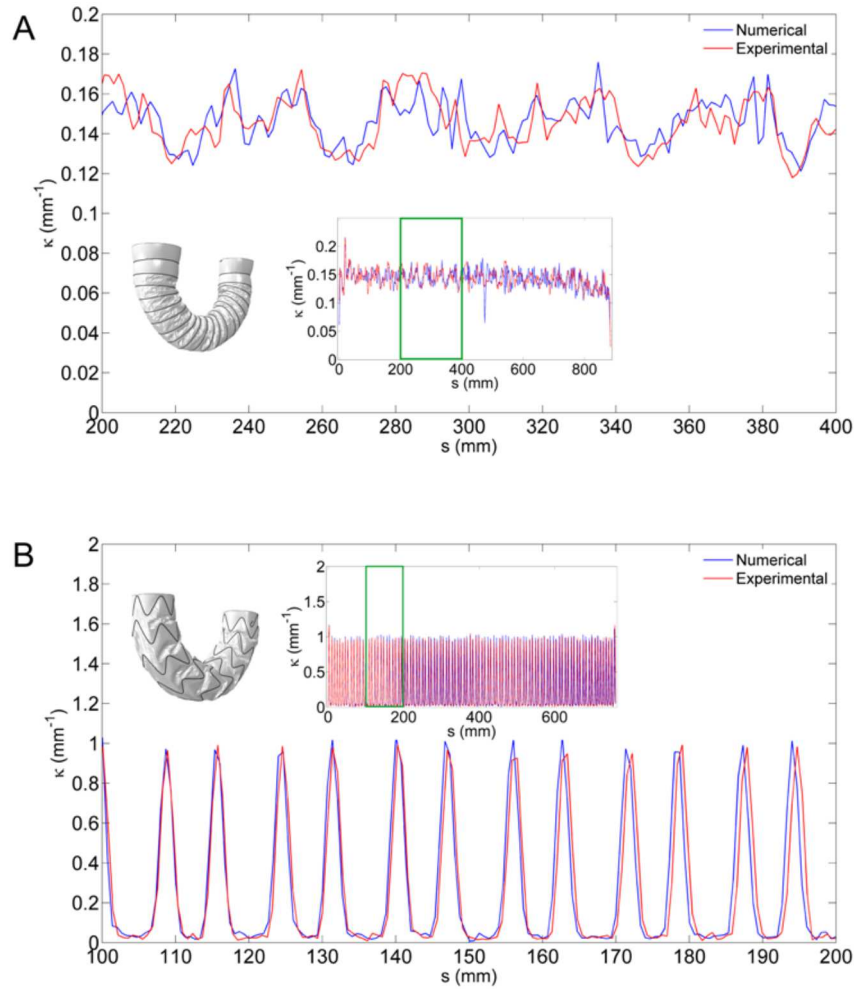 A
0.2
0.18
0.16
0.14
0.12
0.1
0.08
0.06
0.04
0.02
0
κ (mm-1)
Numerical
Experimental
0.2
0.15
0.1
0.05
0
κ (mm-1)
0 200 400 600 800
s (mm)
200 220 240 260 280 300 320 340 360 380 400
s (mm)
B
2
1.8
1.6
1.4
1.2
1
0.8
0.6
0.4
0.2
0
κ (mm-1)
Numerical
Experimental
2
1.5
1
0.5
0
κ (mm-1)
0 200 400 600
s (mm)
100 110 120 130 140 150 160 170 180 190 200
s (mm)